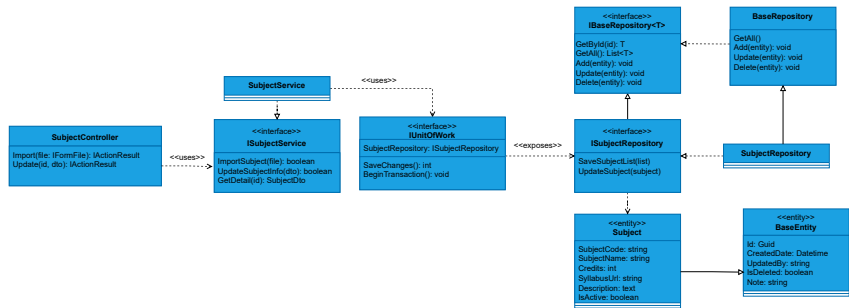 <<interface>>
IBaseRepository<T>
GetById(id): T
GetAll(): List<T>
Add(entity): void
Update(entity): void
Delete(entity): void
BaseRepository
GetAll()
Add(entity): void
Update(entity): void
Delete(entity): void
SubjectService
<<uses>>
SubjectController
Import(file: IFormFile): IActionResult
Update(id, dto): IActionResult
<<uses>>
<<interface>>
ISubjectService
ImportSubject(file): boolean
UpdateSubjectInfo(dto): boolean
GetDetail(id): SubjectDto
<<interface>>
IUnitOfWork
SubjectRepository: ISubjectRepository
SaveChanges(): int
BeginTransaction(): void
<<exposes>>
<<interface>>
ISubjectRepository
SaveSubjectList(list)
UpdateSubject(subject)
SubjectRepository
<<entity>>
Subject
SubjectCode: string
SubjectName: string
Credits: int
SyllabusUrl: string
Description: text
IsActive: boolean
<<entity>>
BaseEntity
Id: Guid
CreatedDate: Datetime
UpdatedBy: string
IsDeleted: boolean
Note: string